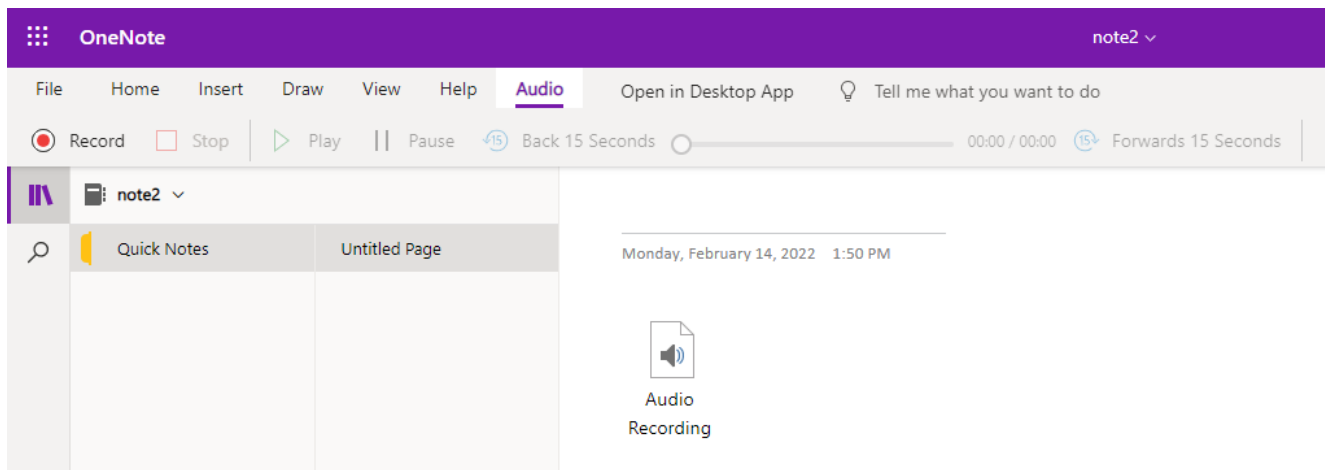 OneNote note2
File Home Insert Draw View Help Audio Open in Desktop App Tell me what you want to do
Record Stop Play Pause 15 Back 15 Seconds 00:00 / 00:00 15 Forwards 15 Seconds
note2
Quick Notes Untitled Page Monday, February 14, 2022 1:50 PM
Audio
Recording